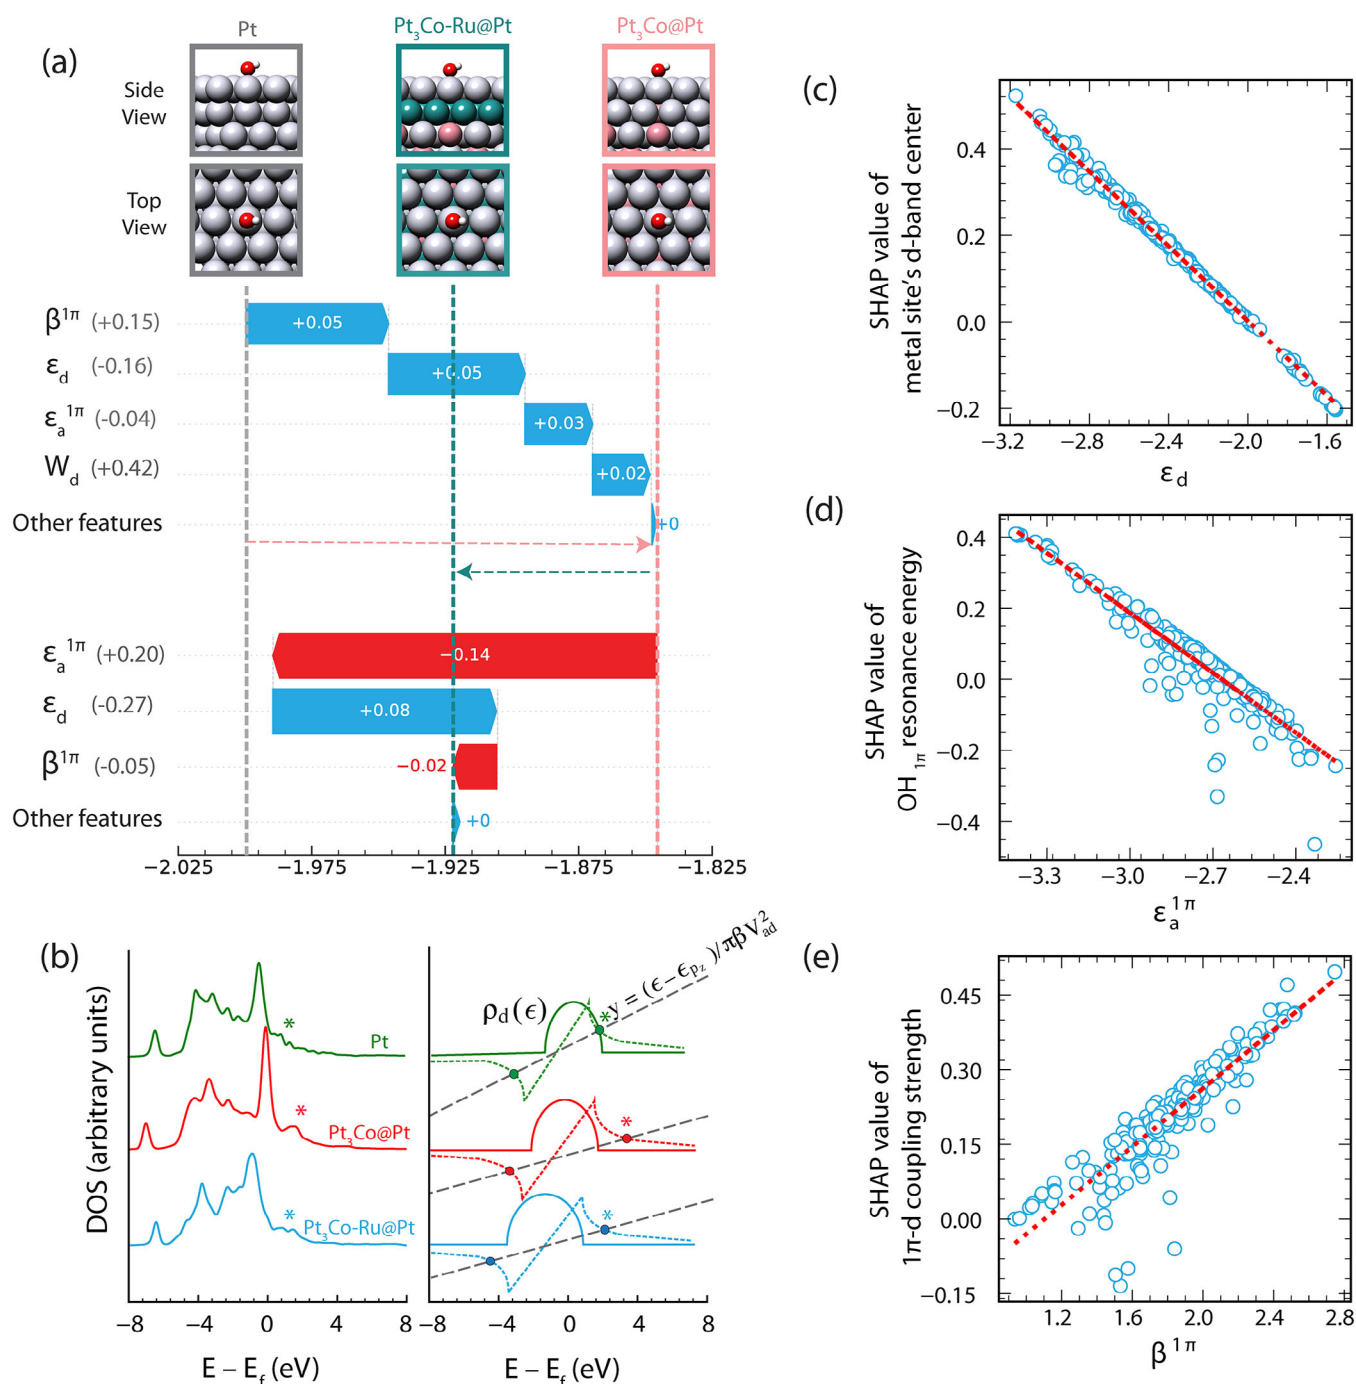 (a)
Pt
Pt₃Co-Ru@Pt
Pt₃Co@Pt
Side
View
Top
View
β¹π (+0.15)
+0.05
εd (-0.16)
+0.05
εa¹π (-0.04)
+0.03
Wd (+0.42)
+0.02
Other features
+0
εa¹π (+0.20)
−0.14
εd (-0.27)
+0.08
β¹π (-0.05)
−0.02
Other features
+0
−2.025 −1.975 −1.925 −1.875 −1.825
(b)
DOS (arbitrary units)
*
Pt
*
Pt₃Co@Pt
*
Pt₃Co-Ru@Pt
−8 −4 0 4 8
E − Ef (eV)
ρd(ϵ)
y = (ϵ−ϵpz)/πβV²ad
*
*
*
−8 −4 0 4 8
E − Ef (eV)
(c)
SHAP value of
metal site's d-band center
0.4
0.2
0.0
−0.2
−3.2 −2.8 −2.4 −2.0 −1.6
εd
(d)
SHAP value of
OH 1π resonance energy
0.4
0.2
0.0
−0.2
−0.4
−3.3 −3.0 −2.7 −2.4
εa¹π
(e)
SHAP value of
1π-d coupling strength
0.45
0.30
0.15
0.00
−0.15
1.2 1.6 2.0 2.4 2.8
β¹π